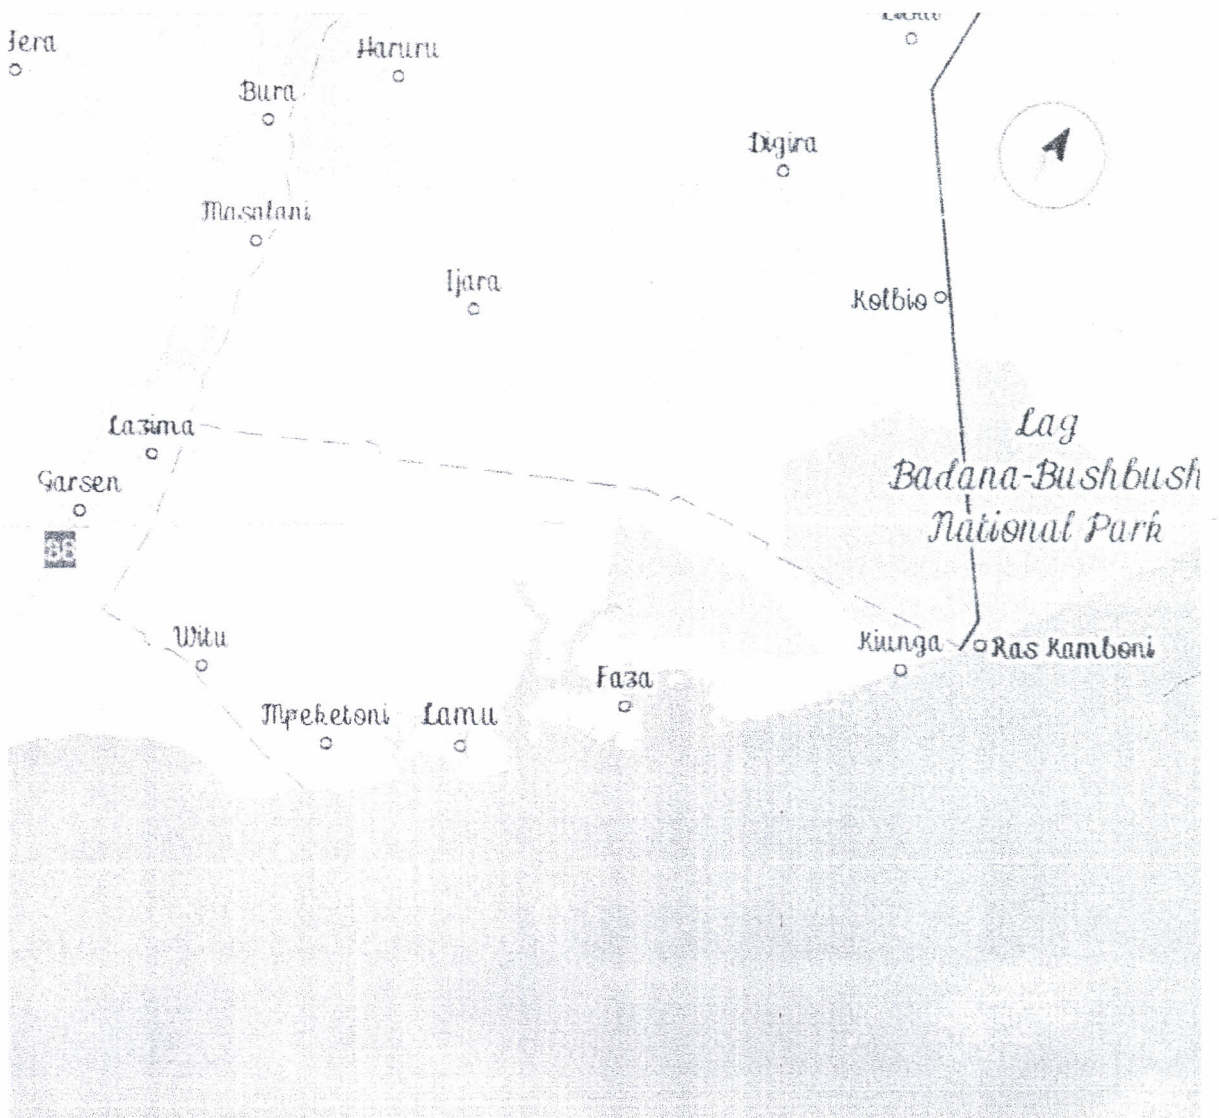 Haruru
Bura
Digira
Masalani
Ijara
Kolbio
Lazima
Garsen
Lag
Badana-Bushbush
National Park
Witu
Kiunga
Ras Kamboni
Faza
Mpeketoni
Lamu